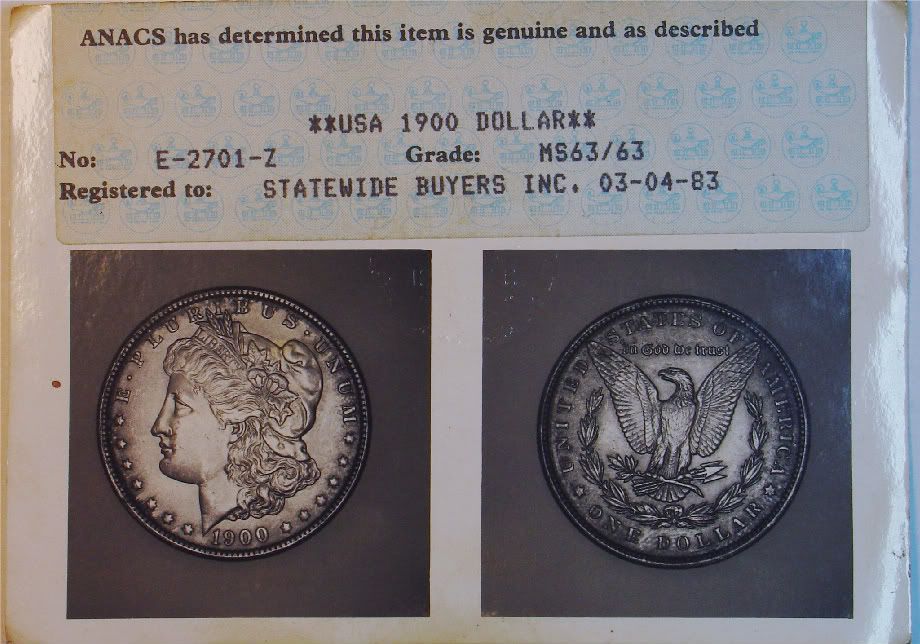 ANACS has determined this item is genuine and as described
**USA 1900 DOLLAR**
No: E-2701-Z Grade: MS63/63
Registered to: STATEWIDE BUYERS INC. 03-04-83
E·PLURIBUS·UNUM
1900
UNITED STATES OF AMERICA
In God we trust
ONE DOLLAR